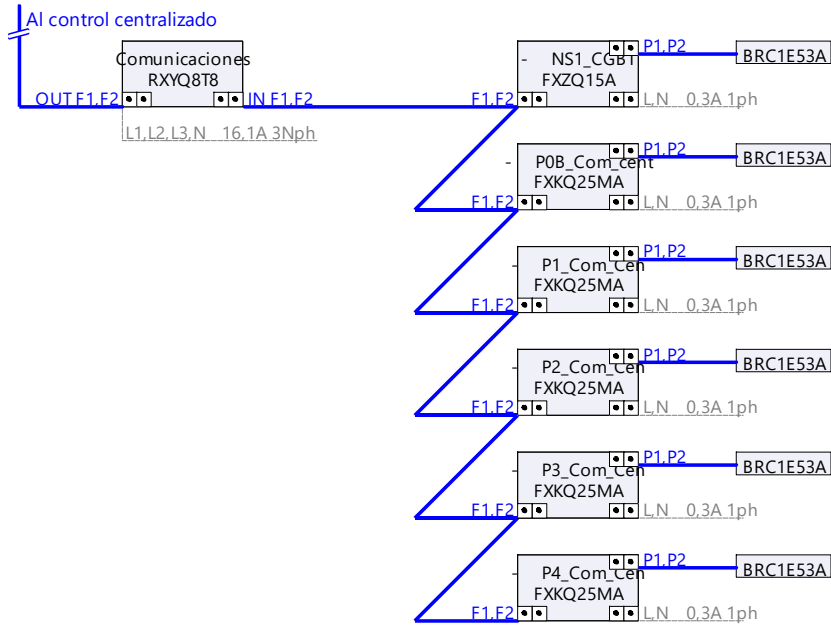 Al control centralizado
Comunicaciones
RXYQ8T8
OUT F1,F2
IN F1,F2
L1,L2,L3,N 16,1A 3Nph
- NS1_CGBT
FXZQ15A
P1,P2
BRC1E53A
F1,F2
L,N 0,3A 1ph
- P0B_Com_cent
FXKQ25MA
P1,P2
BRC1E53A
F1,F2
L,N 0,3A 1ph
- P1_Com_Cen
FXKQ25MA
P1,P2
BRC1E53A
F1,F2
L,N 0,3A 1ph
- P2_Com_Cen
FXKQ25MA
P1,P2
BRC1E53A
F1,F2
L,N 0,3A 1ph
- P3_Com_Cen
FXKQ25MA
P1,P2
BRC1E53A
F1,F2
L,N 0,3A 1ph
- P4_Com_Cen
FXKQ25MA
P1,P2
BRC1E53A
F1,F2
L,N 0,3A 1ph